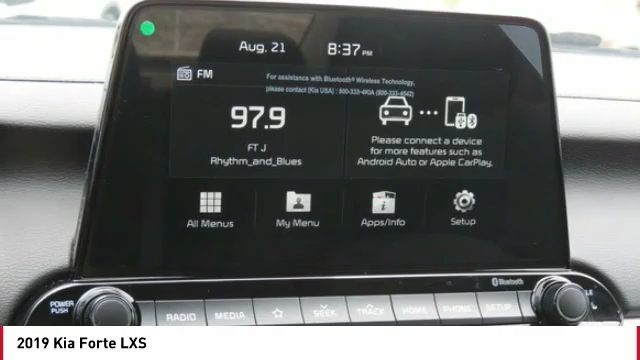 Aug. 21
8:37 PM
FM
For assistance with Bluetooth® Wireless Technology,
please contact (Kia USA) : 800-333-4KIA (800-333-4542)
97.9
FT J
Rhythm_and_Blues
Please connect a device
for more features such as
Android Auto or Apple CarPlay.
All Menus
My Menu
Apps/Info
Setup
Bluetooth
POWER
PUSH
RADIO
MEDIA
SEEK
TRACK
HOME
PHONE
SETUP
2019 Kia Forte LXS